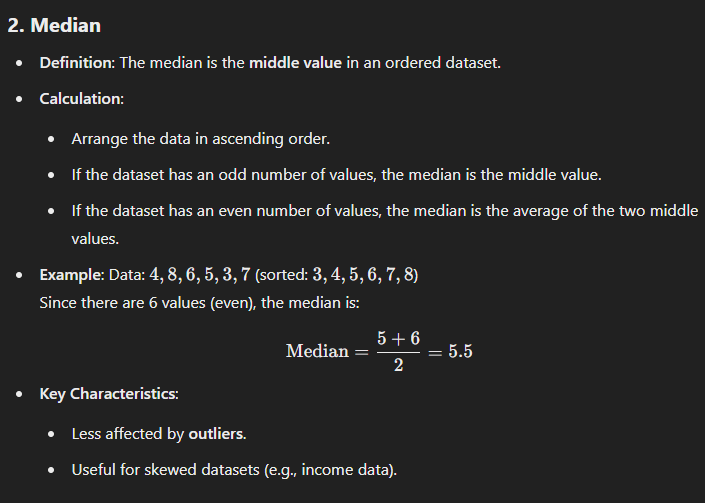 2. Median
• Definition: The median is the middle value in an ordered dataset.
• Calculation:
• Arrange the data in ascending order.
• If the dataset has an odd number of values, the median is the middle value.
• If the dataset has an even number of values, the median is the average of the two middle
values.
• Example: Data: 4, 8, 6, 5, 3, 7 (sorted: 3, 4, 5, 6, 7, 8)
Since there are 6 values (even), the median is:
Median = (5 + 6) / 2 = 5.5
• Key Characteristics:
• Less affected by outliers.
• Useful for skewed datasets (e.g., income data).